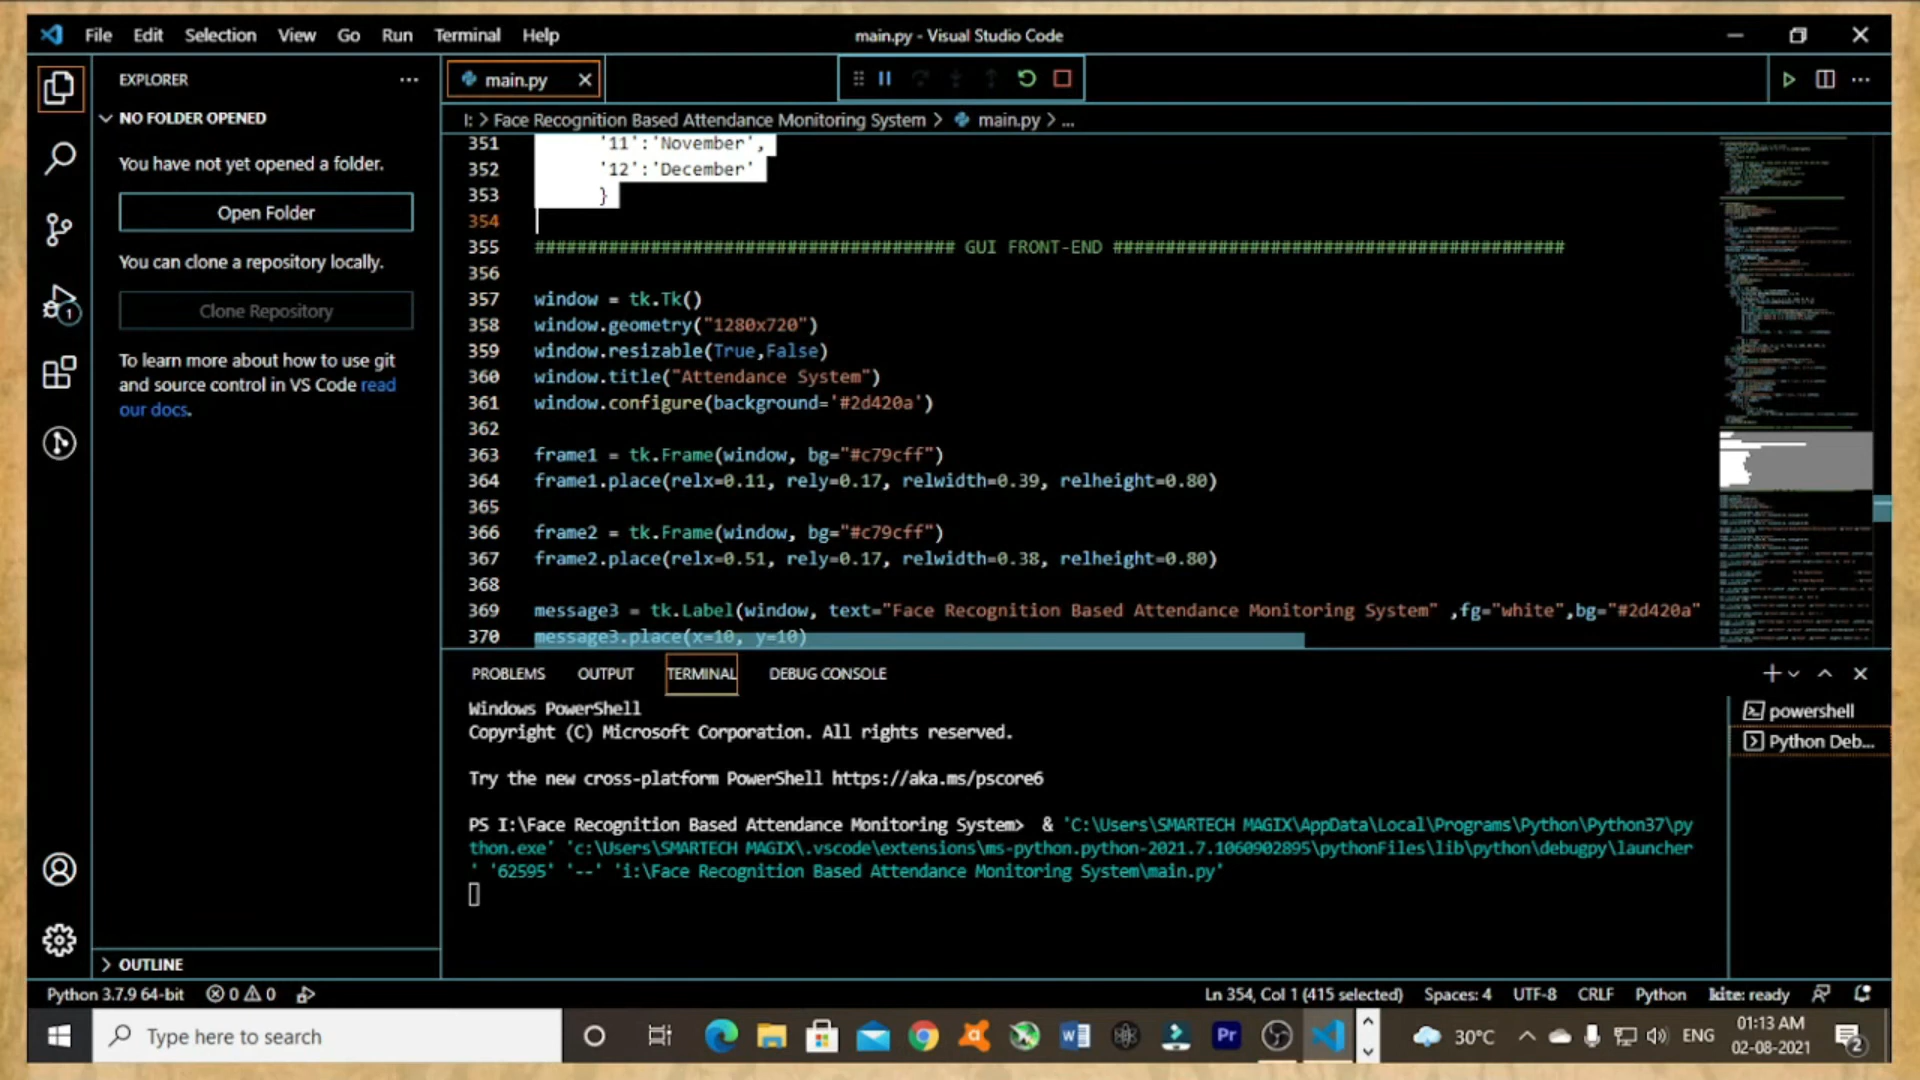 File Edit Selection View Go Run Terminal Help
main.py - Visual Studio Code
EXPLORER
main.py
NO FOLDER OPENED
You have not yet opened a folder.
Open Folder
You can clone a repository locally.
Clone Repository
To learn more about how to use git
and source control in VS Code read
our docs.
1
OUTLINE
I: > Face Recognition Based Attendance Monitoring System > main.py > ...
351 '11':'November',
352 '12':'December'
353 }
354
355 ######################################## GUI FRONT-END ###########################################
356
357 window = tk.Tk()
358 window.geometry("1280x720")
359 window.resizable(True,False)
360 window.title("Attendance System")
361 window.configure(background='#2d420a')
362
363 frame1 = tk.Frame(window, bg="#c79cff")
364 frame1.place(relx=0.11, rely=0.17, relwidth=0.39, relheight=0.80)
365
366 frame2 = tk.Frame(window, bg="#c79cff")
367 frame2.place(relx=0.51, rely=0.17, relwidth=0.38, relheight=0.80)
368
369 message3 = tk.Label(window, text="Face Recognition Based Attendance Monitoring System" ,fg="white",bg="#2d420a"
370 message3.place(x=10, y=10)
PROBLEMS OUTPUT TERMINAL DEBUG CONSOLE
Windows PowerShell
Copyright (C) Microsoft Corporation. All rights reserved.
Try the new cross-platform PowerShell https://aka.ms/pscore6
PS I:\Face Recognition Based Attendance Monitoring System> & 'C:\Users\SMARTECH MAGIX\AppData\Local\Programs\Python\Python37\py
thon.exe' 'c:\Users\SMARTECH MAGIX\.vscode\extensions\ms-python.python-2021.7.1060902895\pythonFiles\lib\python\debugpy\launcher
' '62595' '--' 'i:\Face Recognition Based Attendance Monitoring System\main.py'
powershell
Python Deb...
Python 3.7.9 64-bit 0 0
Ln 354, Col 1 (415 selected) Spaces: 4 UTF-8 CRLF Python kite: ready
Type here to search
W
Pr
30°C
ENG
01:13 AM
02-08-2021
2